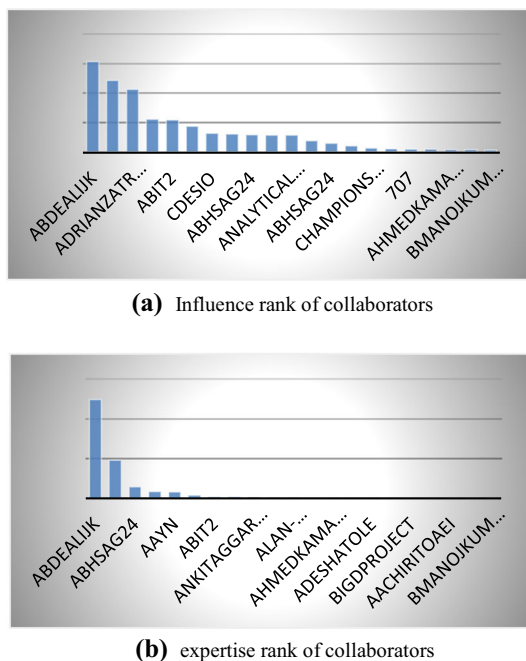 ABDEALIJK
ADRIANZATR...
ABIT2
CDESIO
ABHSAG24
ANALYTICAL...
ABHSAG24
CHAMPIONS...
707
AHMEDKAMA...
BMANOJKUM...
(a) Influence rank of collaborators
ABDEALIJK
ABHSAG24
AAYN
ABIT2
ANKITAGGAR...
ALAN-...
AHMEDKAMA...
ADESHATOLE
BIGDPROJECT
AACHIRITOAEI
BMANOJKUM...
(b) expertise rank of collaborators